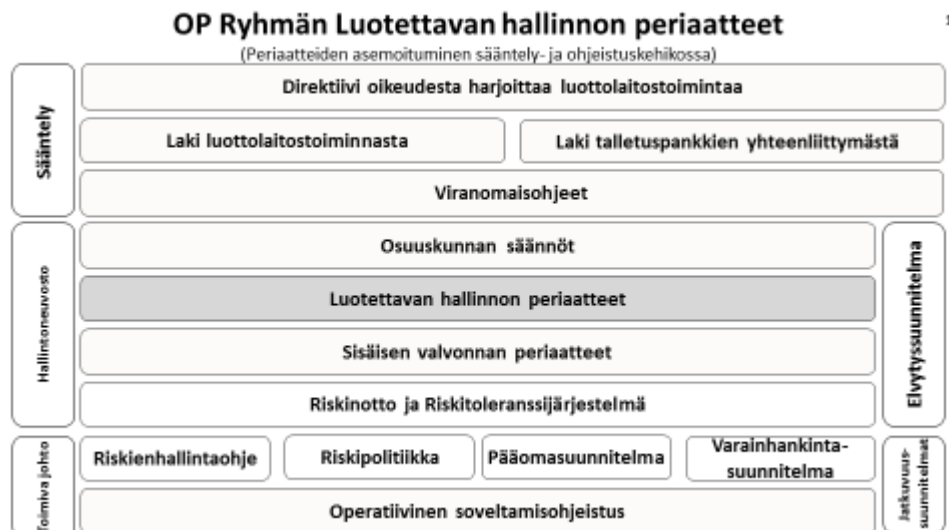 OP Ryhmän Luotettavan hallinnon periaatteet
(Periaatteiden asemoituminen sääntely- ja ohjeistuskehikossa)
Sääntely
Direktiivi oikeudesta harjoittaa luottolaitostoimintaa
Laki luottolaitostoiminnasta
Laki talletuspankkien yhteenliittymästä
Viranomaisohjeet
Hallintoneuvosto
Osuuskunnan säännöt
Luotettavan hallinnon periaatteet
Sisäisen valvonnan periaatteet
Riskinotto ja Riskitoleranssijärjestelmä
Elvytyssuunnitelma
Toimiva johto
Riskienhallintaohje
Riskipolitiikka
Pääomasuunnitelma
Varainhankinta-
suunnitelma
Operatiivinen soveltamisohjeistus
Jatkuvuus-
suunnitelmat